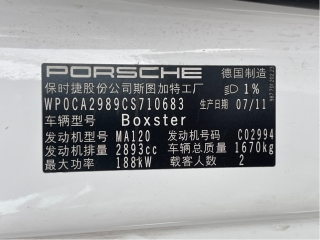 PORSCHE 德国制造
保时捷股份公司斯图加特工厂 1%
WP0CA2989CS710683 生产日期 07/11
车辆型号 Boxster
发动机型号 MA120 发动机号码 C02994
发动机排量 2893cc 车辆总质量 1670kg
最大功率 188kW 载客人数 2